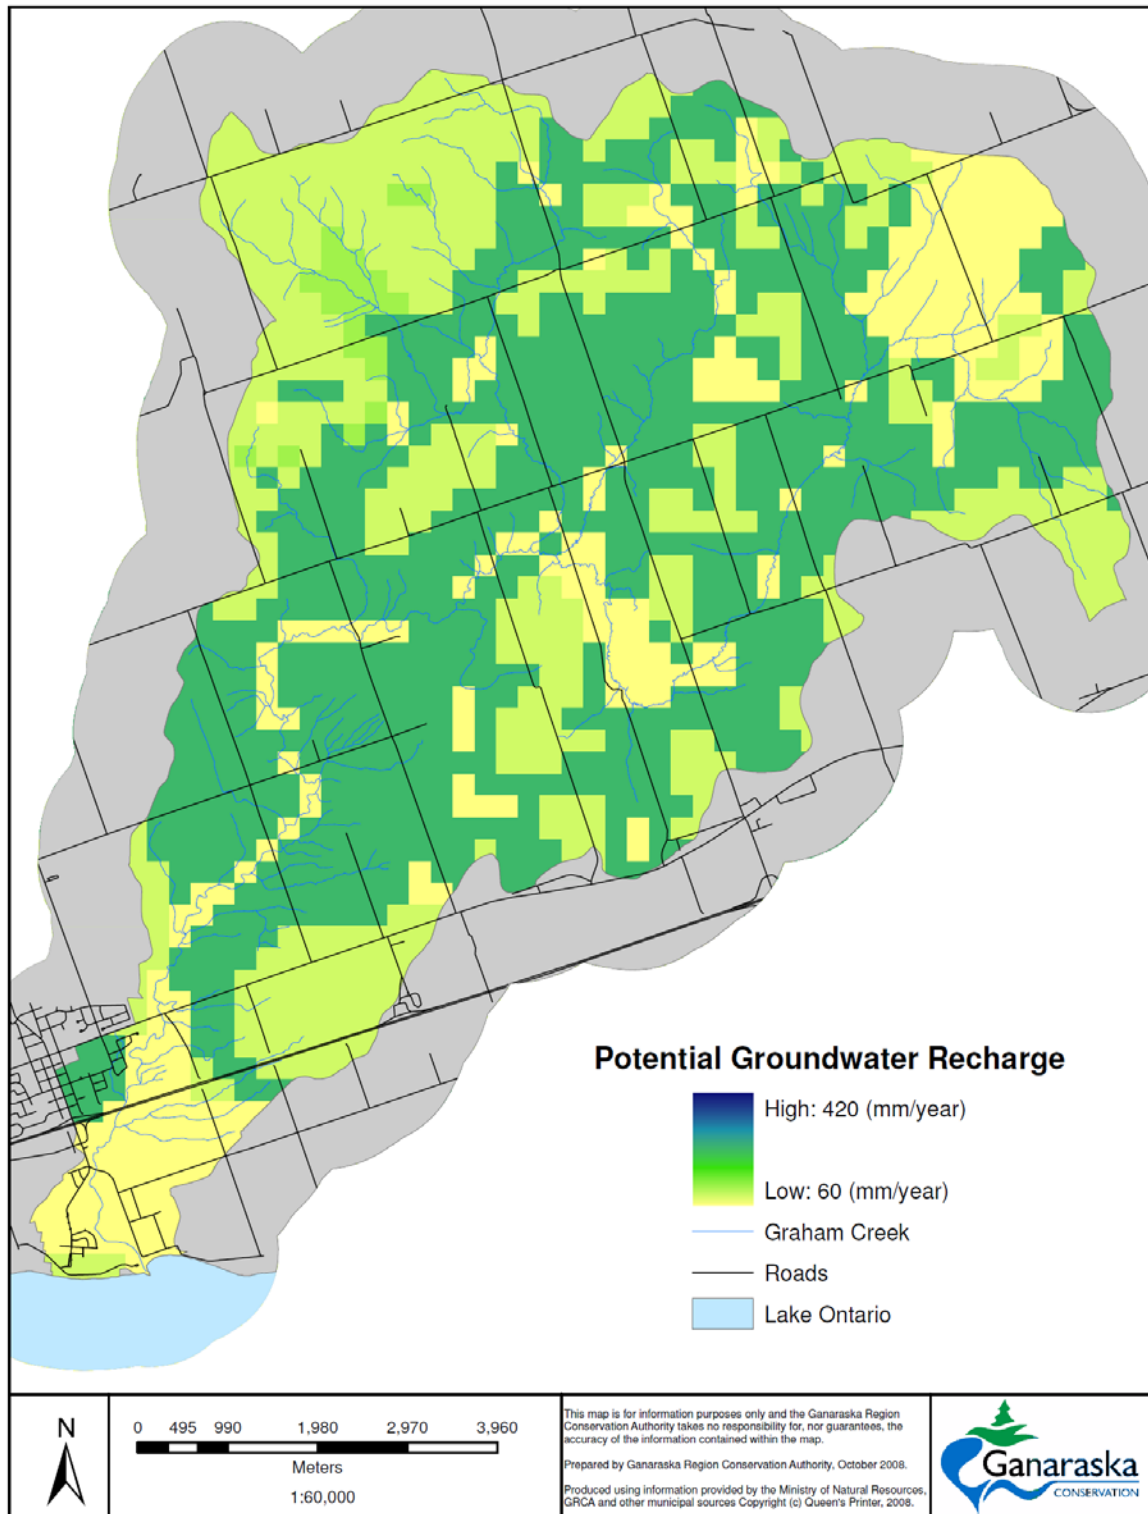 Potential Groundwater Recharge
High: 420 (mm/year)
Low: 60 (mm/year)
Graham Creek
Roads
Lake Ontario
N
0 495 990 1,980 2,970 3,960
Meters
1:60,000
This map is for information purposes only and the Ganaraska Region
Conservation Authority takes no responsibility for, nor guarantees, the
accuracy of the information contained within the map.
Prepared by Ganaraska Region Conservation Authority, October 2008.
Produced using information provided by the Ministry of Natural Resources,
GRCA and other municipal sources Copyright (c) Queen's Printer, 2008.
Ganaraska
CONSERVATION